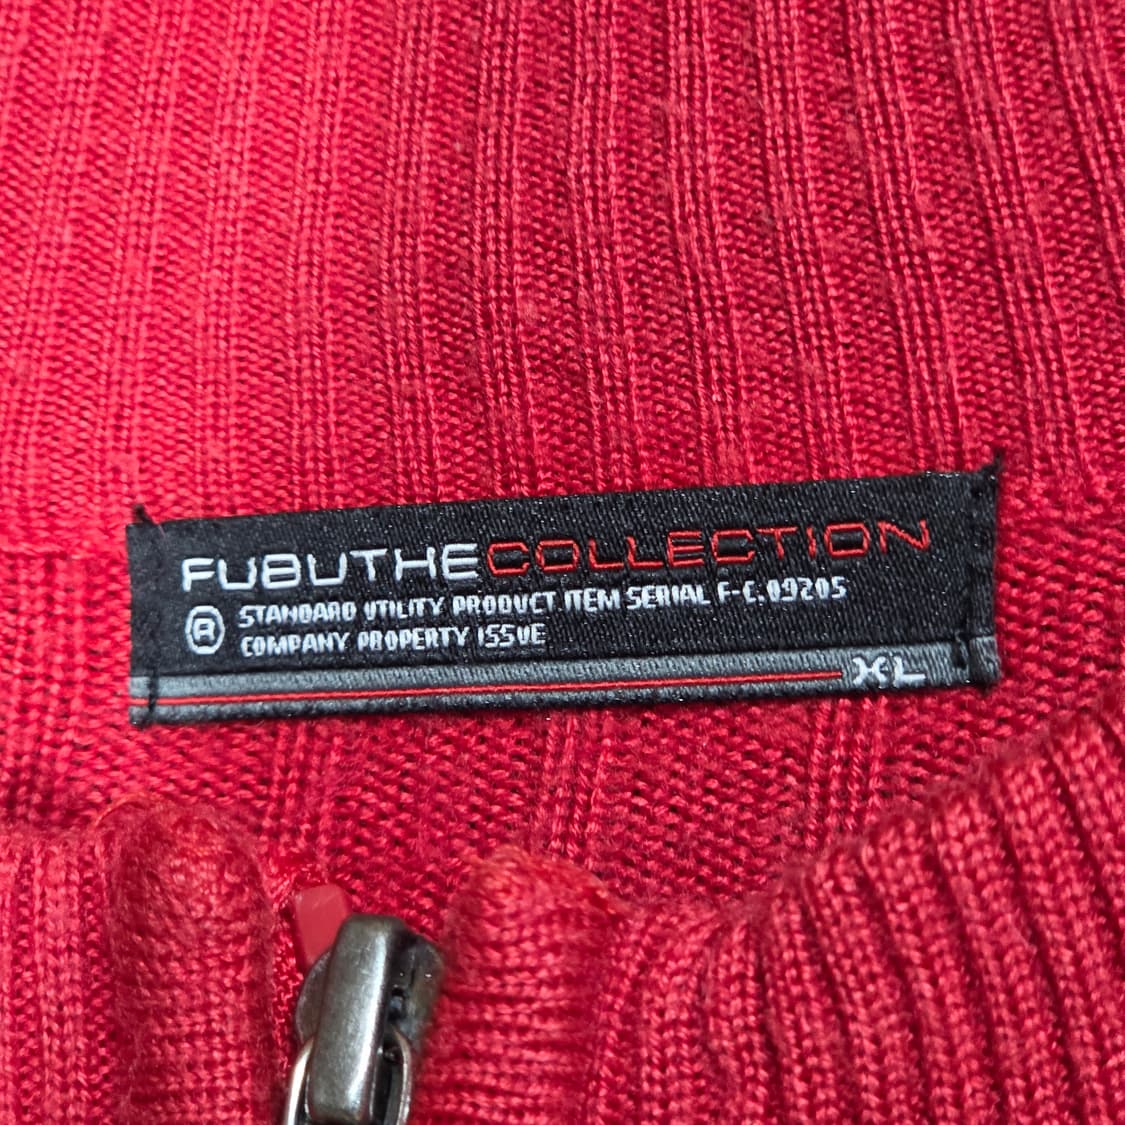 FUBUTHECOLLECTION
® STANDARD UTILITY PRODUCT ITEM SERIAL F-C.09205
COMPANY PROPERTY ISSUE
XL